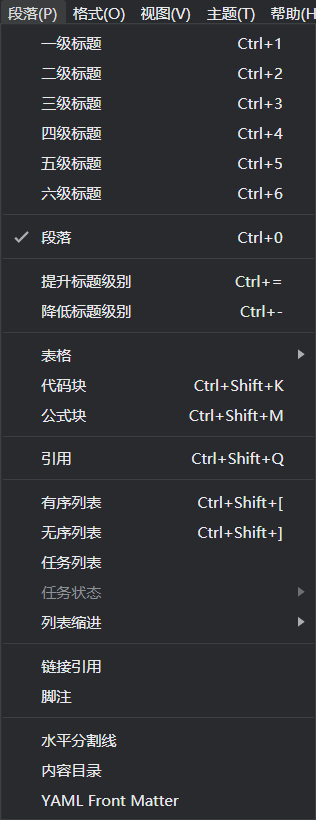 段落(P) 格式(O) 视图(V) 主题(T) 帮助(H
一级标题 Ctrl+1
二级标题 Ctrl+2
三级标题 Ctrl+3
四级标题 Ctrl+4
五级标题 Ctrl+5
六级标题 Ctrl+6
段落 Ctrl+0
提升标题级别 Ctrl+=
降低标题级别 Ctrl+-
表格
代码块 Ctrl+Shift+K
公式块 Ctrl+Shift+M
引用 Ctrl+Shift+Q
有序列表 Ctrl+Shift+[
无序列表 Ctrl+Shift+]
任务列表
任务状态
列表缩进
链接引用
脚注
水平分割线
内容目录
YAML Front Matter